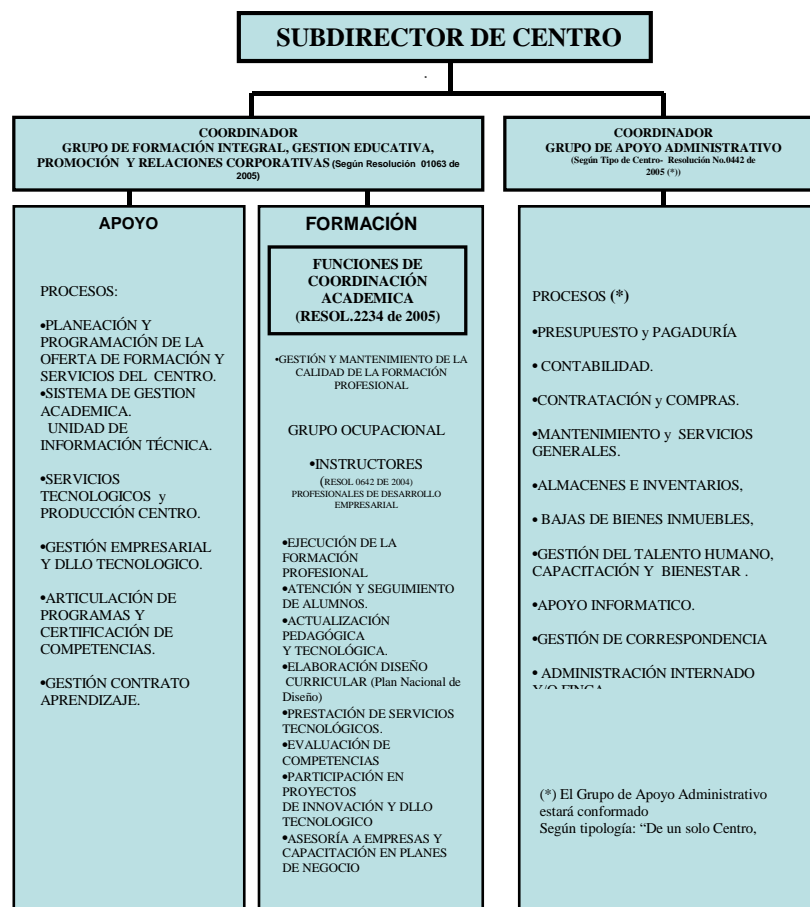 SUBDIRECTOR DE CENTRO
.
COORDINADOR
GRUPO DE FORMACIÓN INTEGRAL, GESTION EDUCATIVA,
PROMOCIÓN Y RELACIONES CORPORATIVAS (Según Resolución 01063 de
2005)
COORDINADOR
GRUPO DE APOYO ADMINISTRATIVO
(Según Tipo de Centro- Resolución No.0442 de
2005 (*))
APOYO
PROCESOS:
•PLANEACIÓN Y
PROGRAMACIÓN DE LA
OFERTA DE FORMACIÓN Y
SERVICIOS DEL CENTRO.
•SISTEMA DE GESTION
ACADEMICA.
UNIDAD DE
INFORMACIÓN TÉCNICA.
•SERVICIOS
TECNOLOGICOS y
PRODUCCIÓN CENTRO.
•GESTIÓN EMPRESARIAL
Y DLLO TECNOLOGICO.
•ARTICULACIÓN DE
PROGRAMAS Y
CERTIFICACIÓN DE
COMPETENCIAS.
•GESTIÓN CONTRATO
APRENDIZAJE.
FORMACIÓN
FUNCIONES DE
COORDINACIÓN
ACADEMICA
(RESOL.2234 de 2005)
•GESTIÓN Y MANTENIMIENTO DE LA
CALIDAD DE LA FORMACIÓN
PROFESIONAL
GRUPO OCUPACIONAL
•INSTRUCTORES
(RESOL 0642 DE 2004)
PROFESIONALES DE DESARROLLO
EMPRESARIAL
•EJECUCIÓN DE LA
FORMACIÓN
PROFESIONAL
•ATENCIÓN Y SEGUIMIENTO
DE ALUMNOS.
•ACTUALIZACIÓN
PEDAGÓGICA
Y TECNOLÓGICA.
•ELABORACIÓN DISEÑO
CURRICULAR (Plan Nacional de
Diseño)
•PRESTACIÓN DE SERVICIOS
TECNOLÓGICOS.
•EVALUACIÓN DE
COMPETENCIAS
•PARTICIPACIÓN EN
PROYECTOS
DE INNOVACIÓN Y DLLO
TECNOLOGICO
•ASESORÍA A EMPRESAS Y
CAPACITACIÓN EN PLANES
DE NEGOCIO
PROCESOS (*)
•PRESUPUESTO y PAGADURÍA
• CONTABILIDAD.
•CONTRATACIÓN y COMPRAS.
•MANTENIMIENTO y SERVICIOS
GENERALES.
•ALMACENES E INVENTARIOS,
• BAJAS DE BIENES INMUEBLES,
•GESTIÓN DEL TALENTO HUMANO,
CAPACITACIÓN Y BIENESTAR .
•APOYO INFORMATICO.
•GESTIÓN DE CORRESPONDENCIA
• ADMINISTRACIÓN INTERNADO
Y/O FINCA
(*) El Grupo de Apoyo Administrativo
estará conformado
Según tipología: “De un solo Centro,